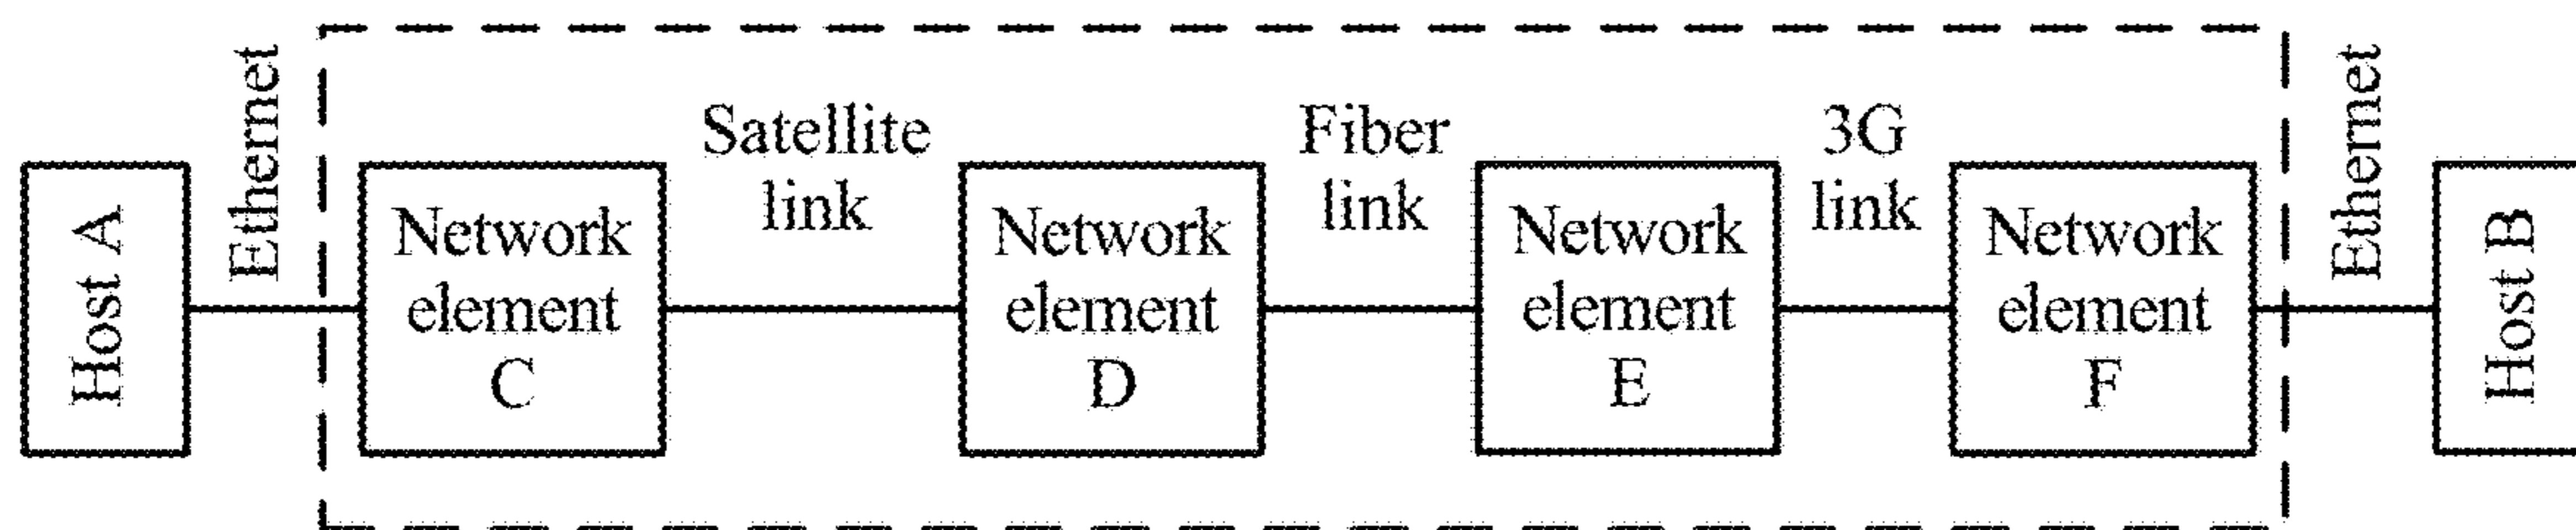 Host A
Ethernet
Network
element
C
Satellite
link
Network
element
D
Fiber
link
Network
element
E
3G
link
Network
element
F
Ethernet
Host B